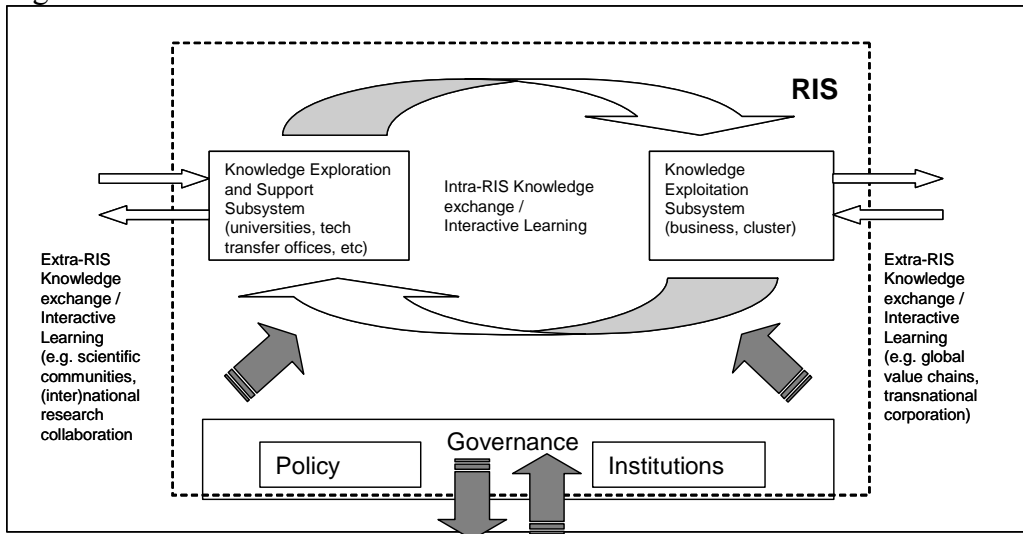 RIS
Knowledge Exploration
and Support
Subsystem
(universities, tech
transfer offices, etc)
Intra-RIS Knowledge
exchange /
Interactive Learning
Knowledge
Exploitation
Subsystem
(business, cluster)
Extra-RIS
Knowledge
exchange /
Interactive
Learning
(e.g. scientific
communities,
(inter)national
research
collaboration
Extra-RIS
Knowledge
exchange /
Interactive
Learning
(e.g. global
value chains,
transnational
corporation)
Governance
Policy
Institutions